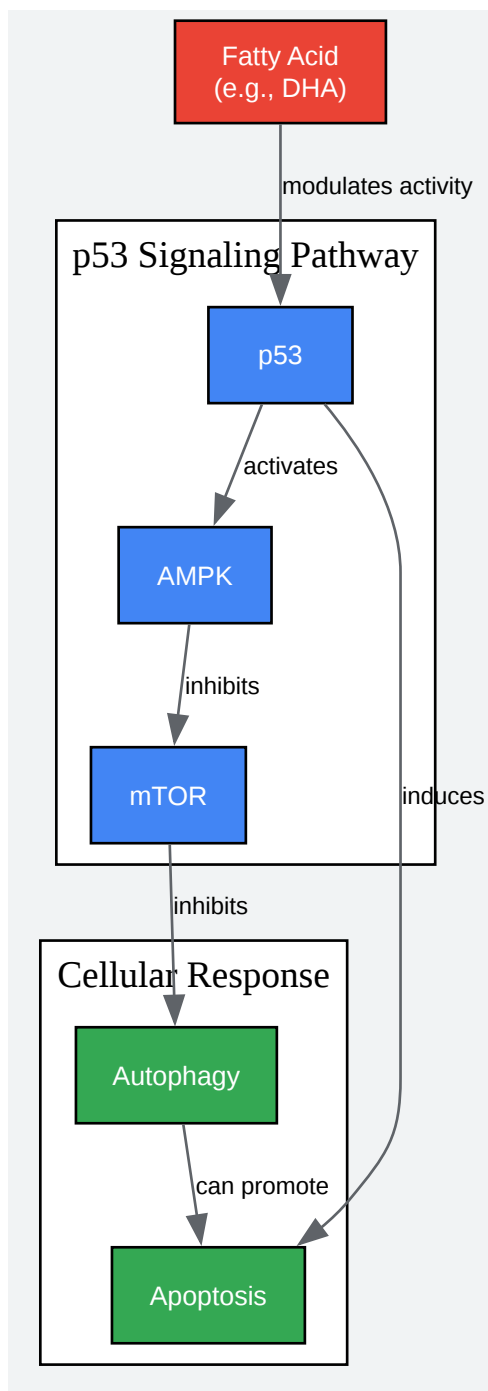 Fatty Acid
(e.g., DHA)
modulates activity
p53 Signaling Pathway
p53
activates
AMPK
inhibits
mTOR
induces
inhibits
Cellular Response
Autophagy
can promote
Apoptosis